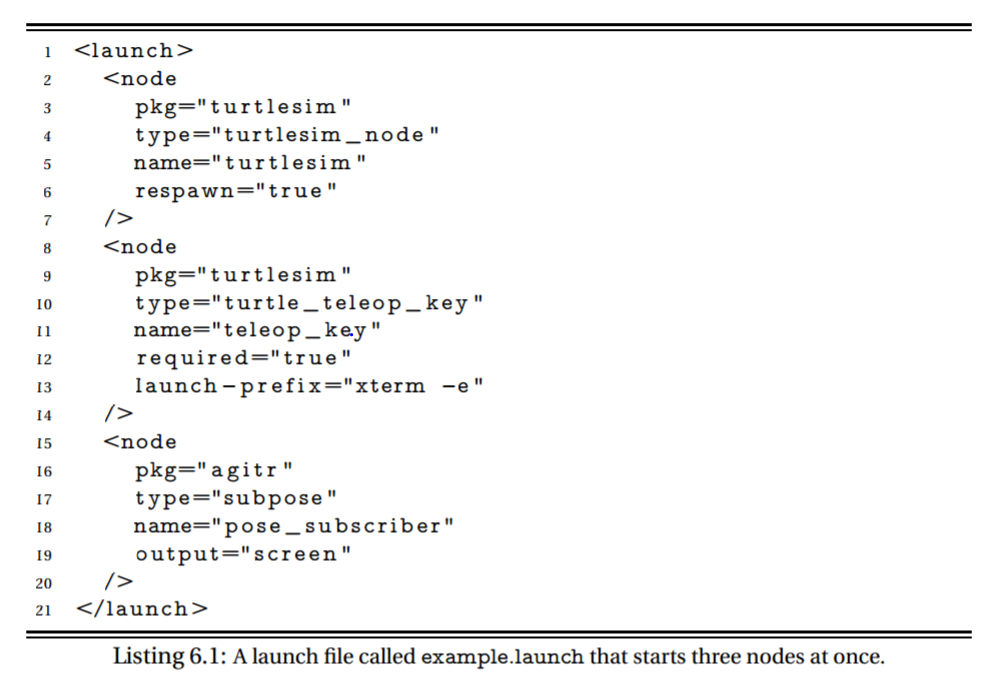 1 <launch>
2 <node
3 pkg="turtlesim"
4 type="turtlesim_node"
5 name="turtlesim"
6 respawn="true"
7 />
8 <node
9 pkg="turtlesim"
10 type="turtle_teleop_key"
11 name="teleop_key"
12 required="true"
13 launch-prefix="xterm -e"
14 />
15 <node
16 pkg="agitr"
17 type="subpose"
18 name="pose_subscriber"
19 output="screen"
20 />
21 </launch>
Listing 6.1: A launch file called example.launch that starts three nodes at once.